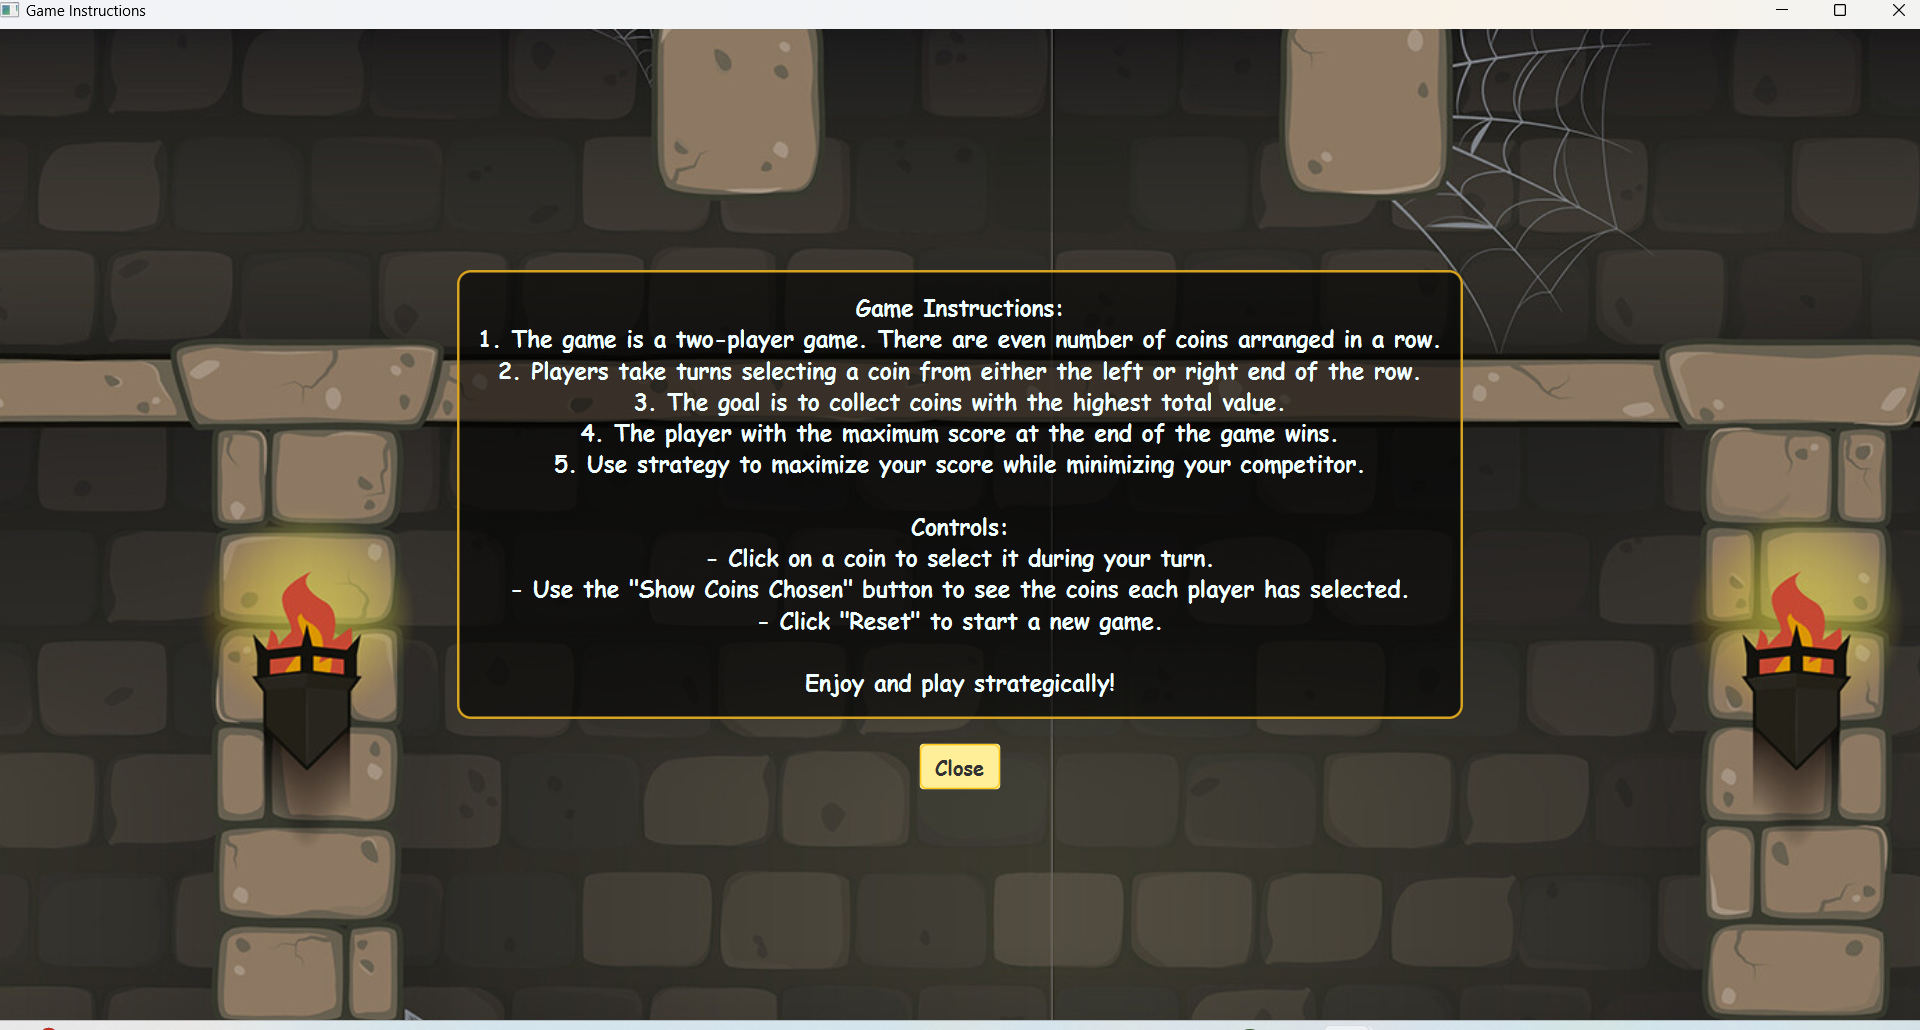 Game Instructions
Game Instructions:
1. The game is a two-player game. There are even number of coins arranged in a row.
2. Players take turns selecting a coin from either the left or right end of the row.
3. The goal is to collect coins with the highest total value.
4. The player with the maximum score at the end of the game wins.
5. Use strategy to maximize your score while minimizing your competitor.
Controls:
- Click on a coin to select it during your turn.
- Use the "Show Coins Chosen" button to see the coins each player has selected.
- Click "Reset" to start a new game.
Enjoy and play strategically!
Close